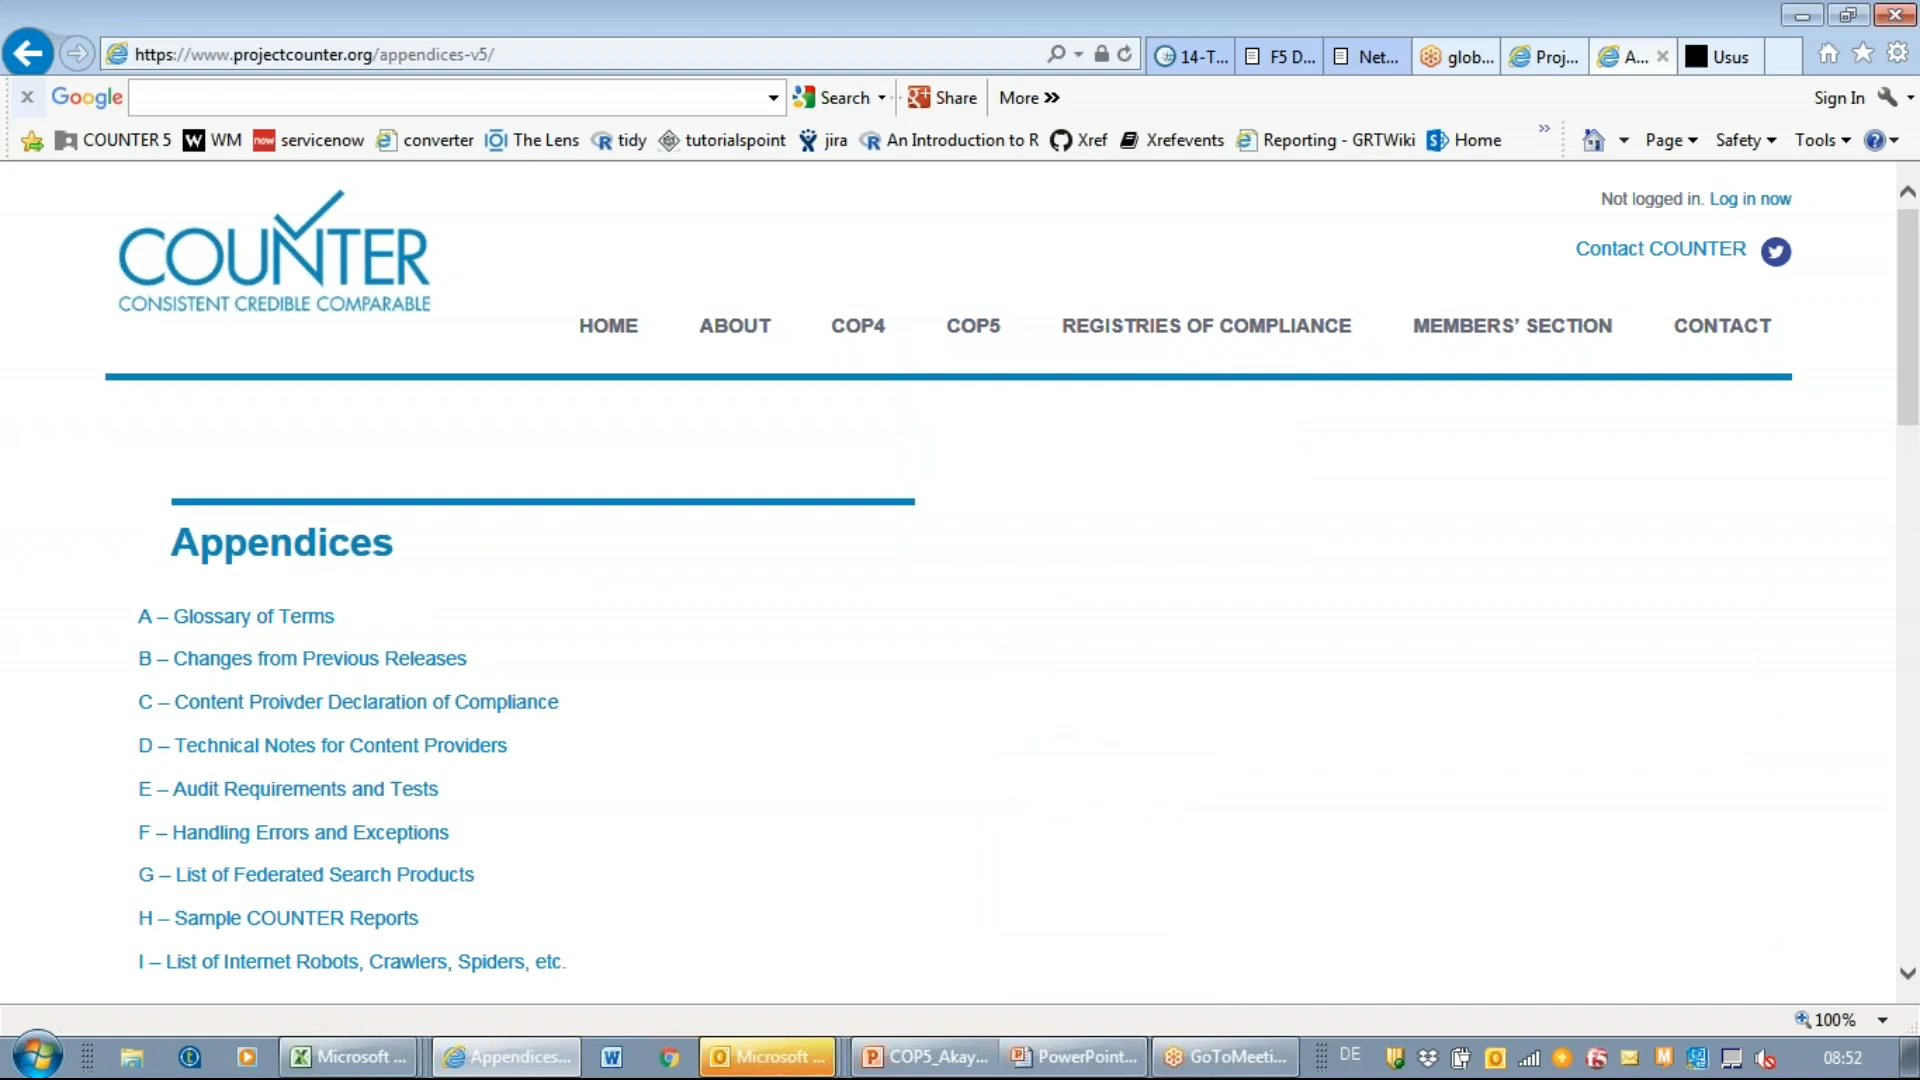 https://www.projectcounter.org/appendices-v5/
14-T...
F5 D...
Net...
glob...
Proj...
A...
Usus
x Google
Search
Share
More »
Sign In
COUNTER 5
WM
now servicenow
converter
The Lens
tidy
tutorialspoint
jira
An Introduction to R
Xref
Xrefevents
Reporting - GRTWiki
Home
»
Page
Safety
Tools
Not logged in. Log in now
Contact COUNTER
COUNTER
CONSISTENT CREDIBLE COMPARABLE
HOME ABOUT COP4 COP5 REGISTRIES OF COMPLIANCE MEMBERS’ SECTION CONTACT
Appendices
A – Glossary of Terms
B – Changes from Previous Releases
C – Content Proivder Declaration of Compliance
D – Technical Notes for Content Providers
E – Audit Requirements and Tests
F – Handling Errors and Exceptions
G – List of Federated Search Products
H – Sample COUNTER Reports
I – List of Internet Robots, Crawlers, Spiders, etc.
100%
Microsoft ...
Appendices...
Microsoft ...
COP5_Akay...
PowerPoint...
GoToMeeti...
DE
08:52